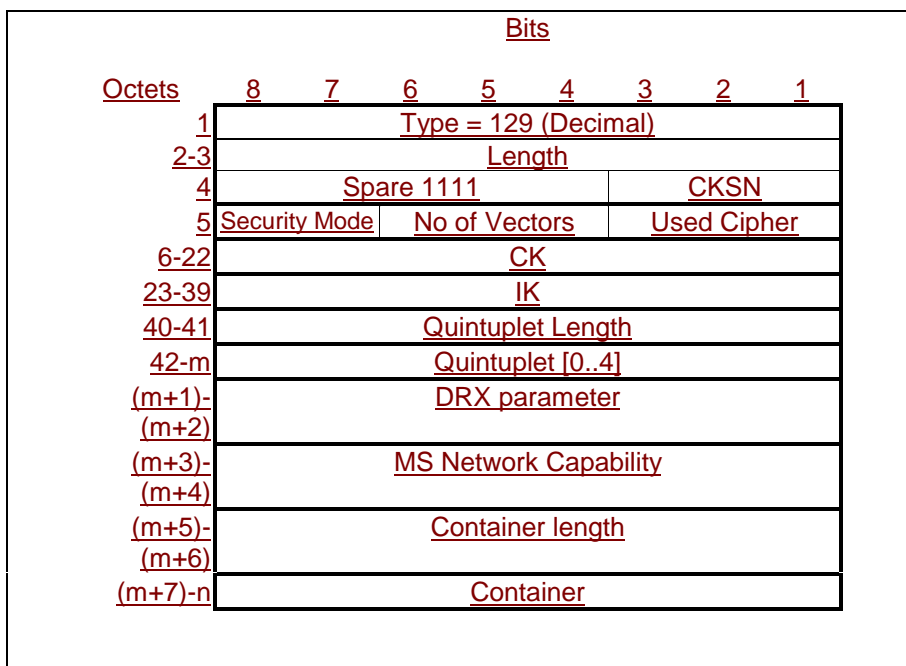 Bits
Octets 8 7 6 5 4 3 2 1
1 Type = 129 (Decimal)
2-3 Length
4 Spare 1111 CKSN
5 Security Mode No of Vectors Used Cipher
6-22 CK
23-39 IK
40-41 Quintuplet Length
42-m Quintuplet [0..4]
(m+1)- DRX parameter
(m+2)
(m+3)- MS Network Capability
(m+4)
(m+5)- Container length
(m+6)
(m+7)-n Container